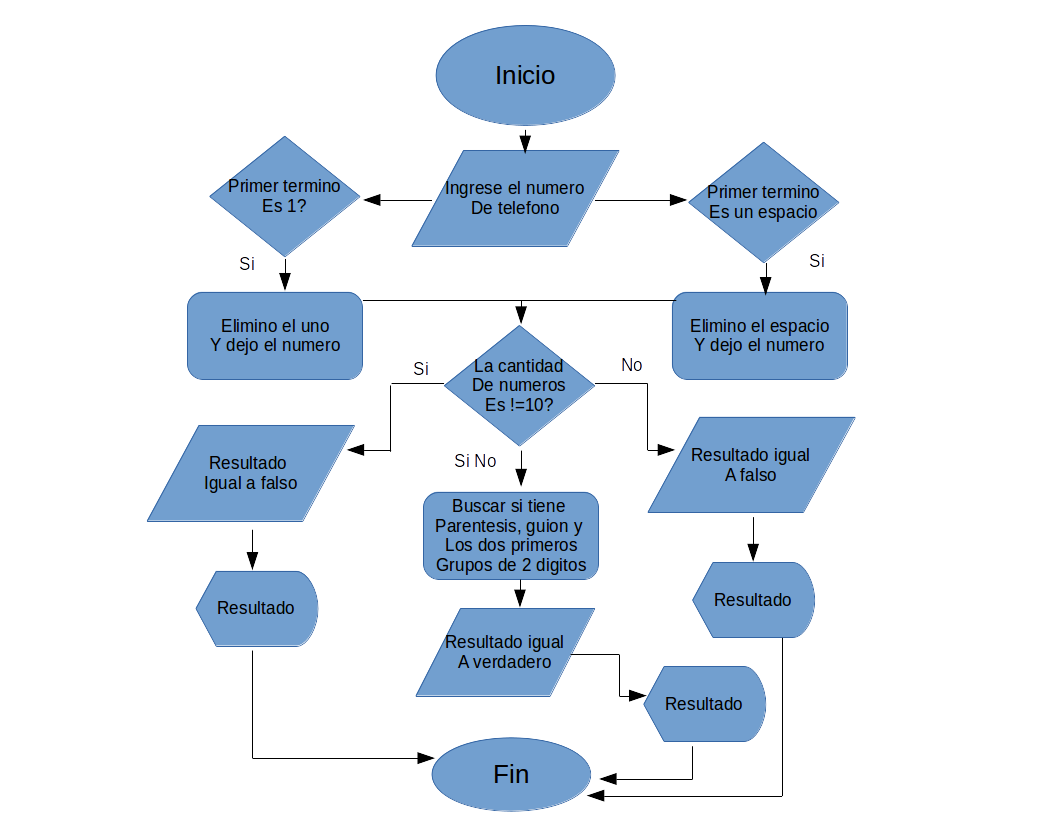 Inicio
Primer termino
Es 1?
Ingrese el numero
De telefono
Primer termino
Es un espacio
Si
Si
Elimino el uno
Y dejo el numero
Elimino el espacio
Y dejo el numero
Si
La cantidad
De numeros
Es !=10?
No
Resultado
Igual a falso
Si No
Resultado igual
A falso
Buscar si tiene
Parentesis, guion y
Los dos primeros
Grupos de 2 digitos
Resultado
Resultado
Resultado igual
A verdadero
Resultado
Fin